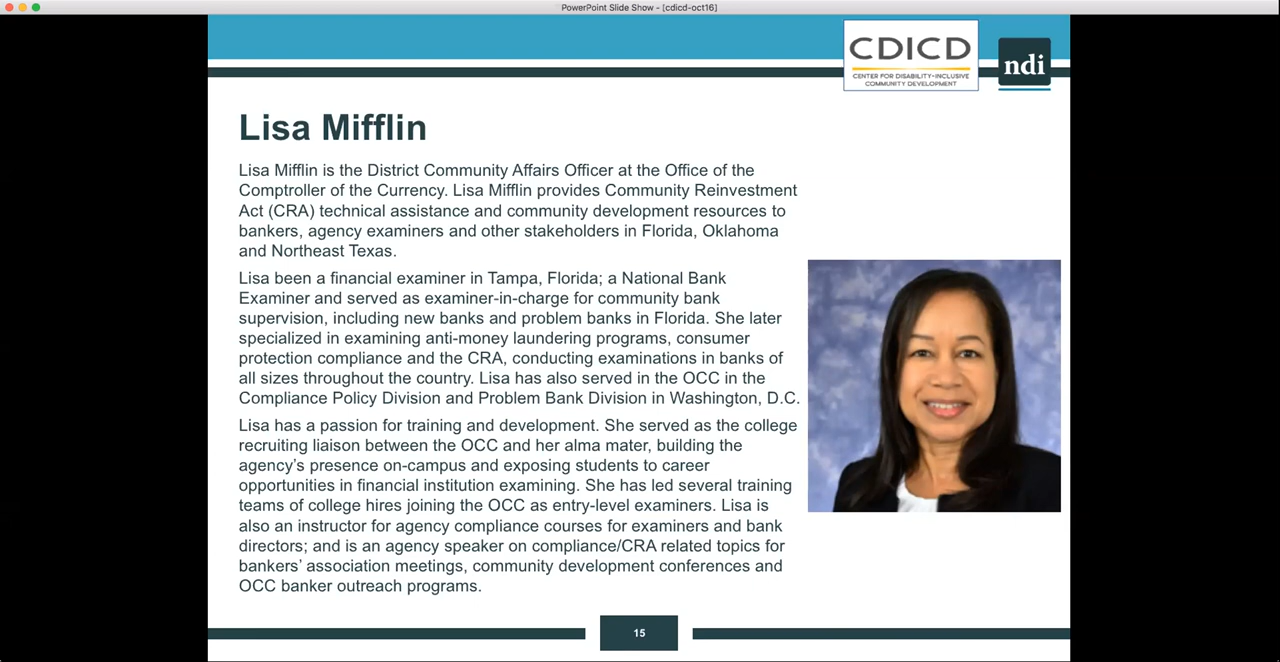 PowerPoint Slide Show - [cdicd-oct16]
CDICD
CENTER FOR DISABILITY-INCLUSIVE
COMMUNITY DEVELOPMENT
ndi
Lisa Mifflin
Lisa Mifflin is the District Community Affairs Officer at the Office of the
Comptroller of the Currency. Lisa Mifflin provides Community Reinvestment
Act (CRA) technical assistance and community development resources to
bankers, agency examiners and other stakeholders in Florida, Oklahoma
and Northeast Texas.
Lisa been a financial examiner in Tampa, Florida; a National Bank
Examiner and served as examiner-in-charge for community bank
supervision, including new banks and problem banks in Florida. She later
specialized in examining anti-money laundering programs, consumer
protection compliance and the CRA, conducting examinations in banks of
all sizes throughout the country. Lisa has also served in the OCC in the
Compliance Policy Division and Problem Bank Division in Washington, D.C.
Lisa has a passion for training and development. She served as the college
recruiting liaison between the OCC and her alma mater, building the
agency’s presence on-campus and exposing students to career
opportunities in financial institution examining. She has led several training
teams of college hires joining the OCC as entry-level examiners. Lisa is
also an instructor for agency compliance courses for examiners and bank
directors; and is an agency speaker on compliance/CRA related topics for
bankers’ association meetings, community development conferences and
OCC banker outreach programs.
15